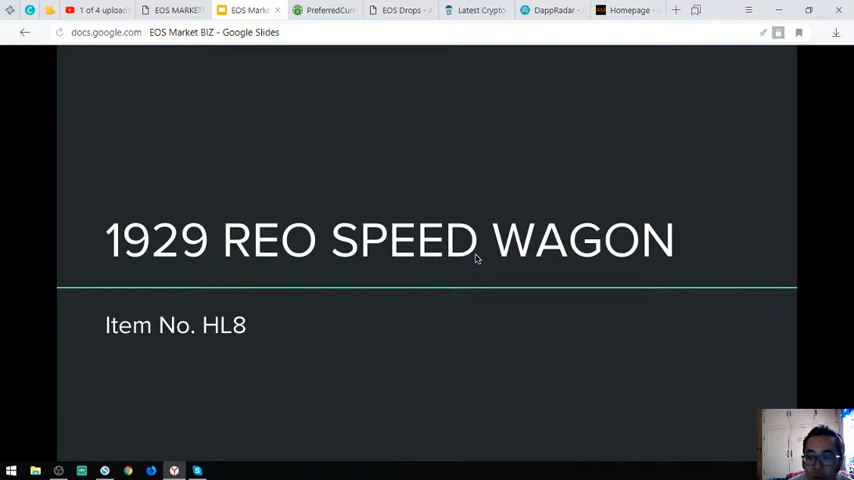 1 of 4 upload
EOS MARKET
EOS Marke
PreferredCurr
EOS Drops - A
Latest Crypto
DappRadar -
Homepage -
docs.google.com EOS Market BIZ - Google Slides
1929 REO SPEED WAGON
Item No. HL8